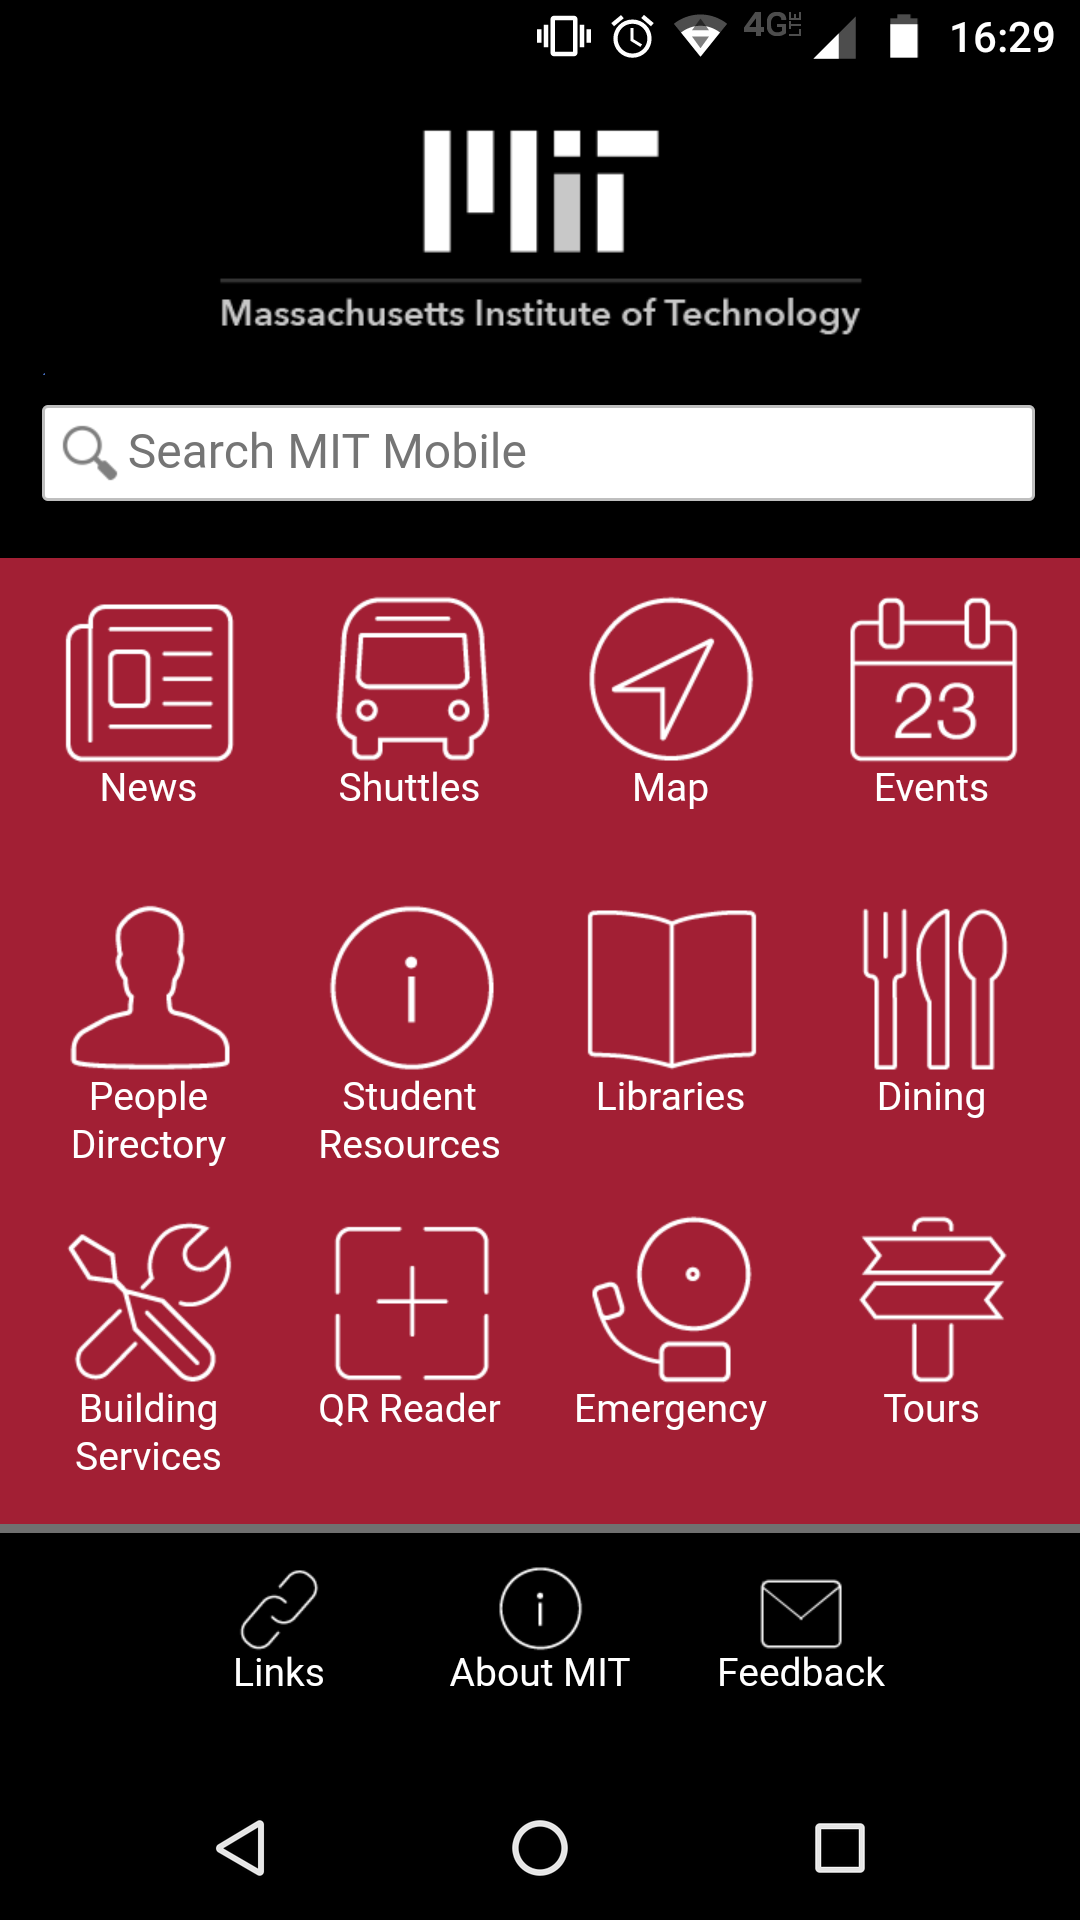 4G LTE 16:29
MiT
Massachusetts Institute of Technology
Search MIT Mobile
News Shuttles Map Events
23
People Student Libraries Dining
Directory Resources
Building QR Reader Emergency Tours
Services
Links About MIT Feedback